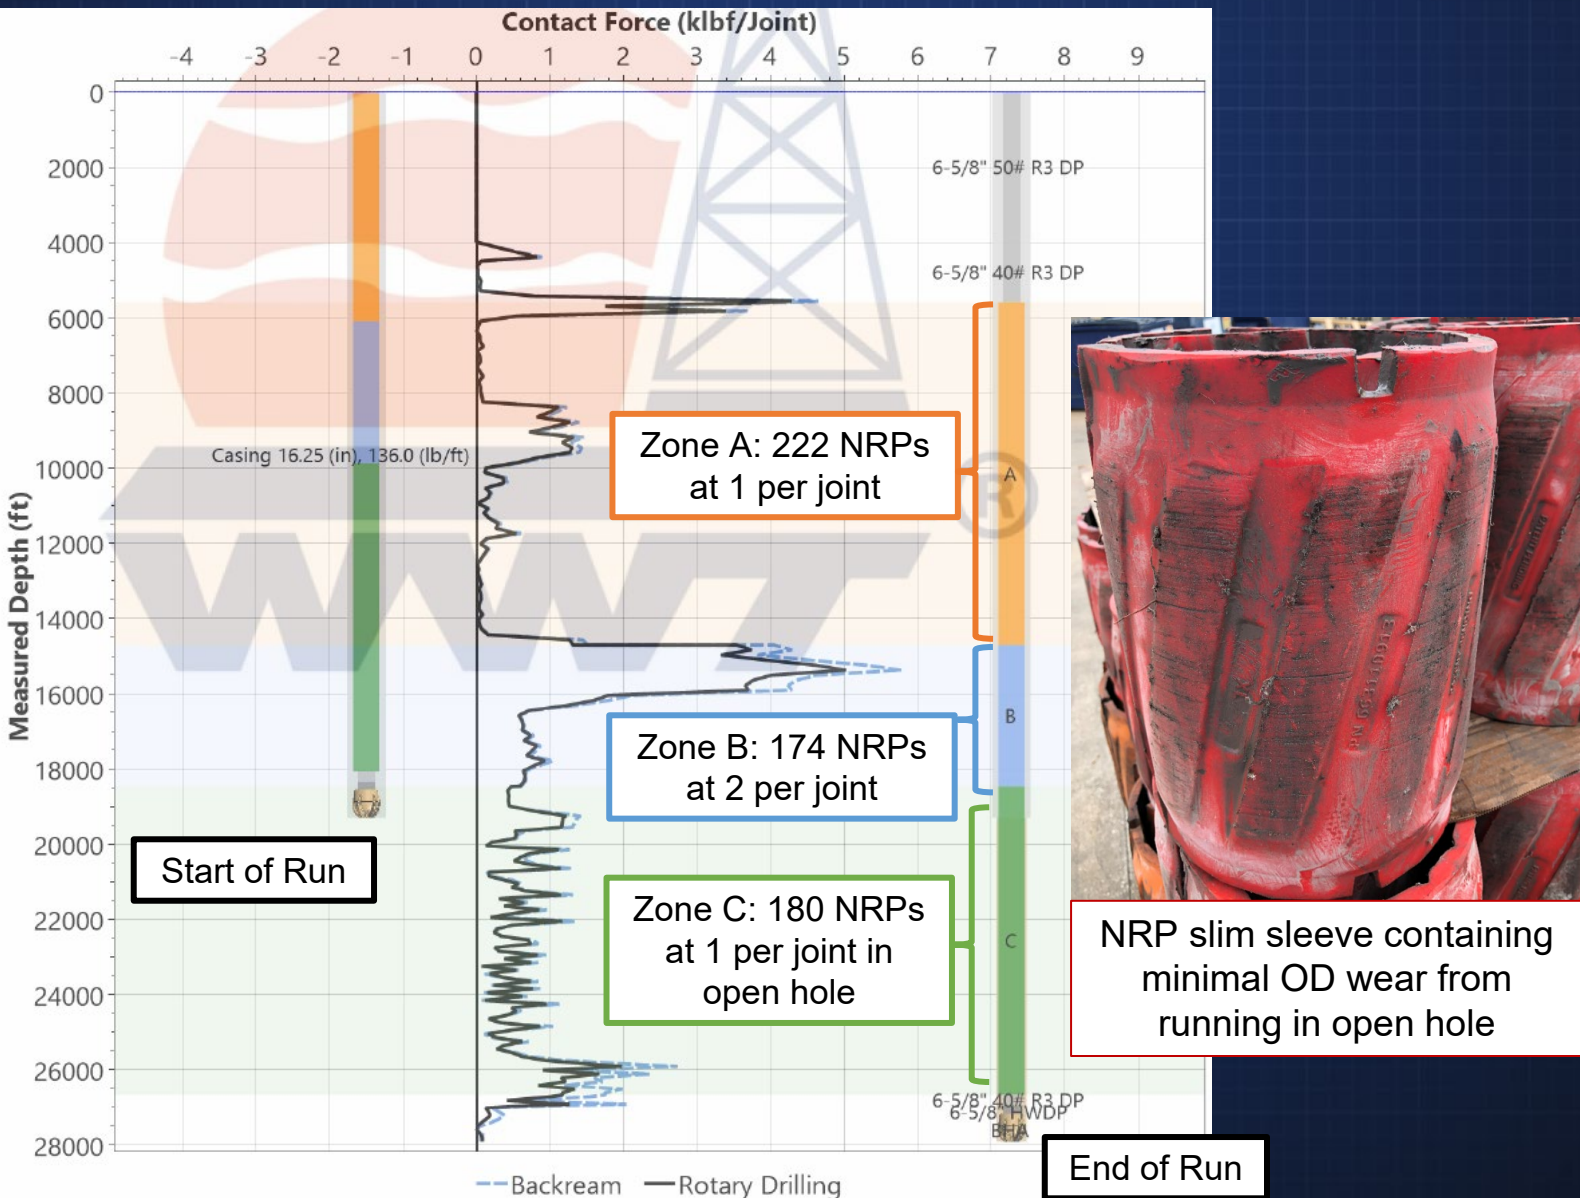 Contact Force (klbf/Joint)
-4 -3 -2 -1 0 1 2 3 4 5 6 7 8 9
Measured Depth (ft)
0
2000
4000
6000
8000
10000
12000
14000
16000
18000
20000
22000
24000
26000
28000
6-5/8" 50# R3 DP
6-5/8" 40# R3 DP
Casing 16.25 (in), 136.0 (lb/ft)
WWT
®
Zone A: 222 NRPs
at 1 per joint
A
Zone B: 174 NRPs
at 2 per joint
B
Zone C: 180 NRPs
at 1 per joint in
open hole
C
Start of Run
6-5/8" 40# R3 DP
6-5/8" HWDP
BHA
End of Run
Backream
Rotary Drilling
NRP slim sleeve containing
minimal OD wear from
running in open hole